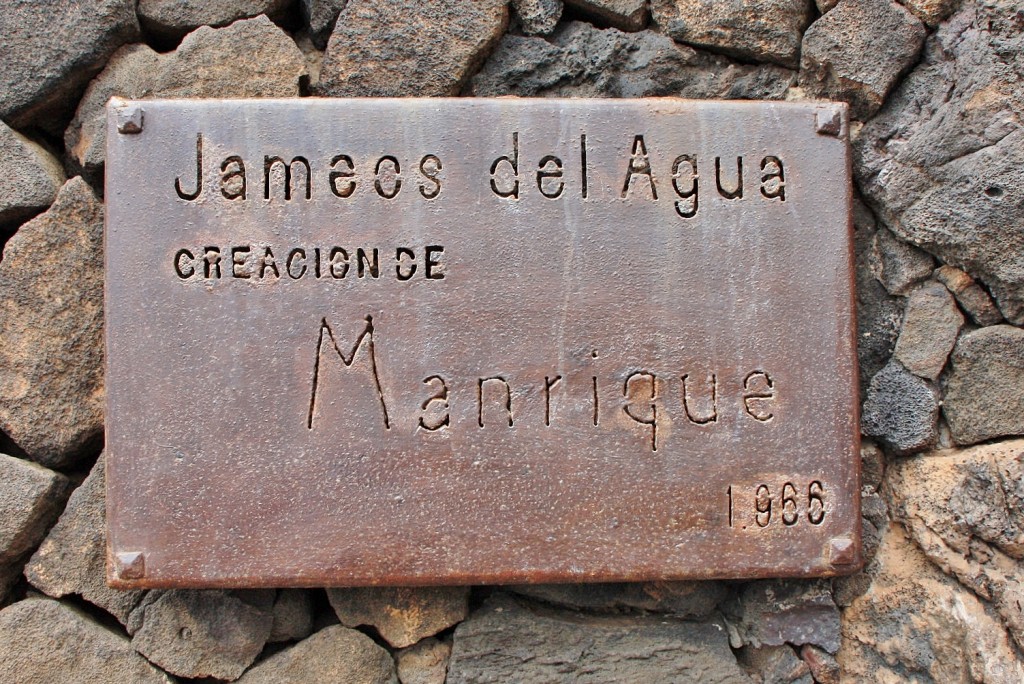 Jameos del Agua
CREACION DE
Manrique
1.966